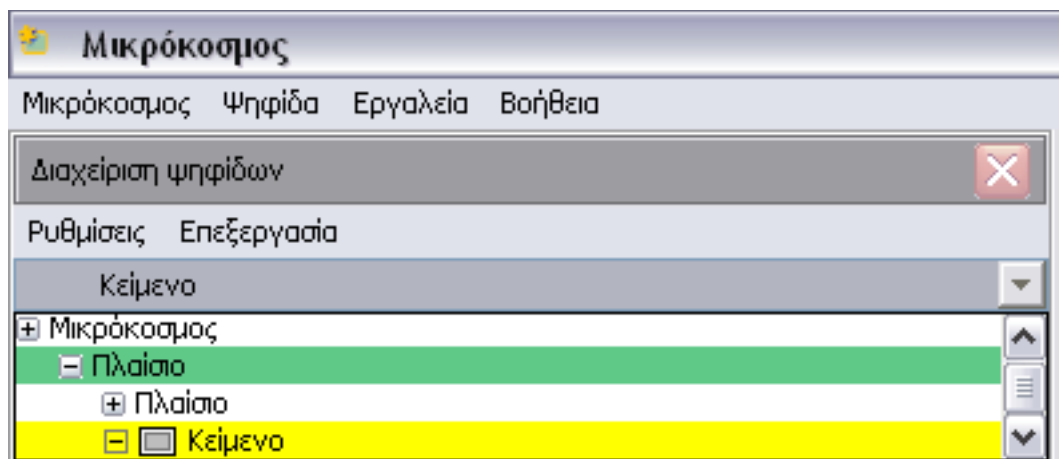 Μικρόκοσμος
Μικρόκοσμος Ψηφίδα Εργαλεία Βοήθεια
Διαχείριση ψηφίδων
Ρυθμίσεις Επεξεργασία
Κείμενο
Μικρόκοσμος
Πλαίσιο
Πλαίσιο
Κείμενο